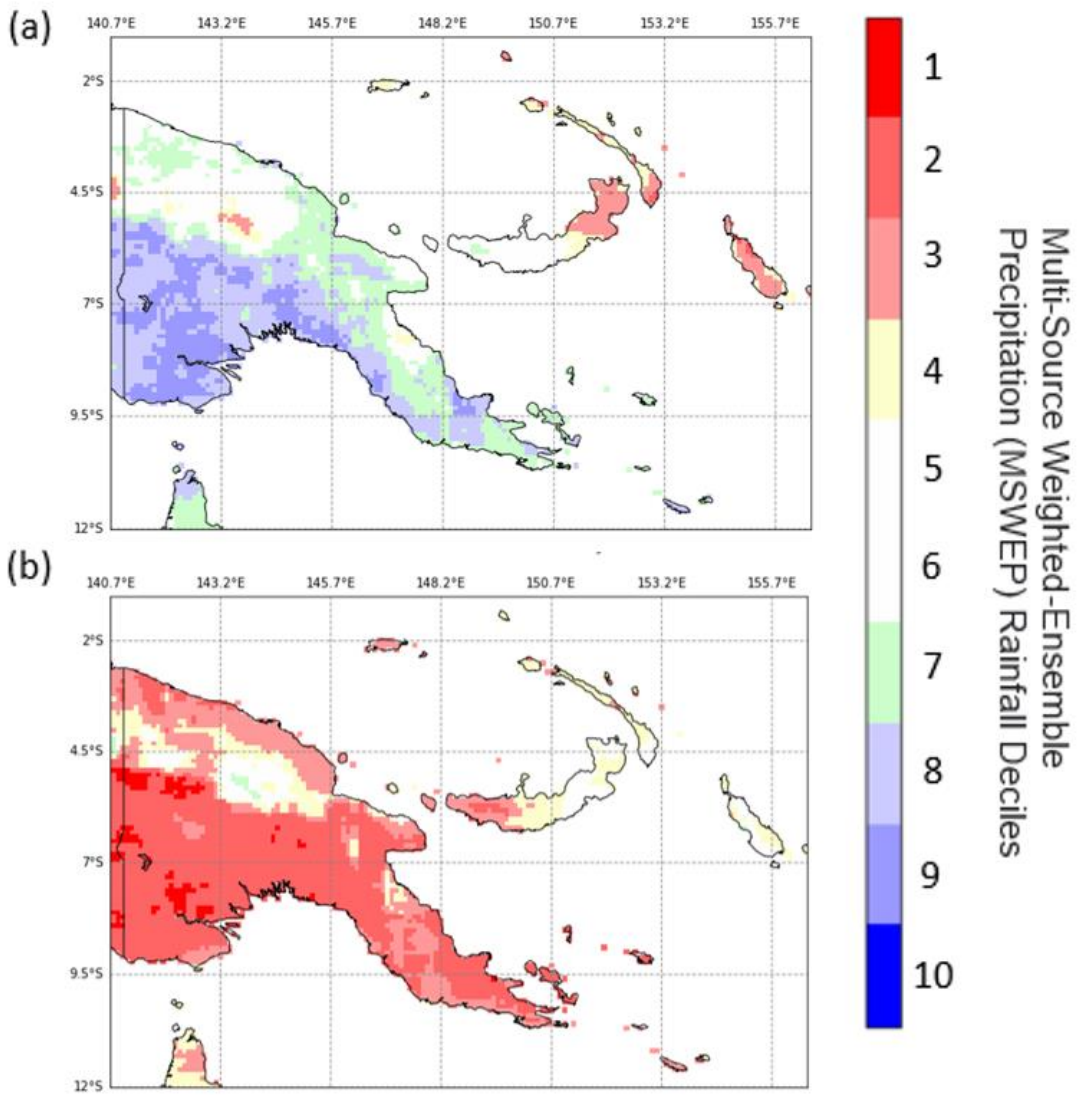 (a)
140.7°E 143.2°E 145.7°E 148.2°E 150.7°E 153.2°E 155.7°E
2°S
4.5°S
7°S
9.5°S
12°S
(b)
140.7°E 143.2°E 145.7°E 148.2°E 150.7°E 153.2°E 155.7°E
2°S
4.5°S
7°S
9.5°S
12°S
1
2
3
4
5
6
7
8
9
10
Multi-Source Weighted-Ensemble
Precipitation (MSWEP) Rainfall Deciles